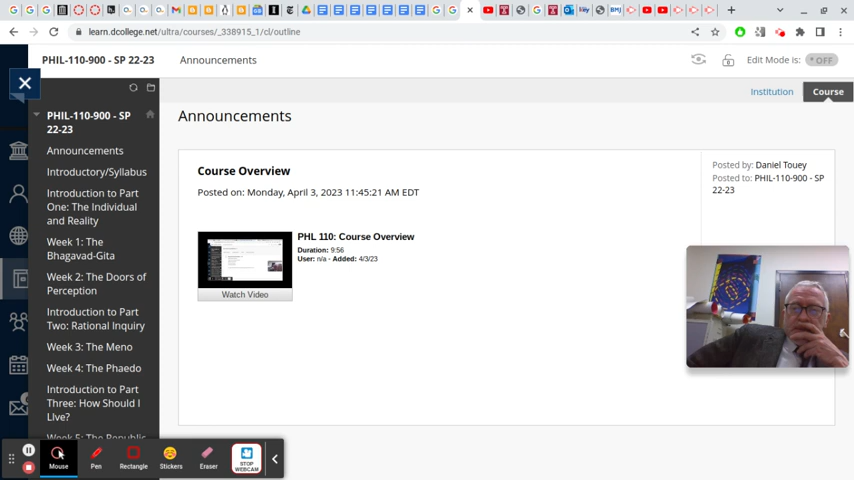 learn.dcollege.net/ultra/courses/_338915_1/cl/outline
PHIL-110-900 - SP 22-23
Announcements
Edit Mode is:
OFF
Institution
Course
PHIL-110-900 - SP
22-23
Announcements
Introductory/Syllabus
Introduction to Part
One: The Individual
and Reality
Week 1: The
Bhagavad-Gita
Week 2: The Doors of
Perception
Introduction to Part
Two: Rational Inquiry
Week 3: The Meno
Week 4: The Phaedo
Introduction to Part
Three: How Should I
LIve?
Week 5: The Republic
Announcements
Course Overview
Posted on: Monday, April 3, 2023 11:45:21 AM EDT
PHL 110: Course Overview
Duration: 9:56
User: n/a - Added: 4/3/23
Watch Video
Posted by: Daniel Touey
Posted to: PHIL-110-900 - SP
22-23
Mouse
Pen
Rectangle
Stickers
Eraser
STOP
WEBCAM